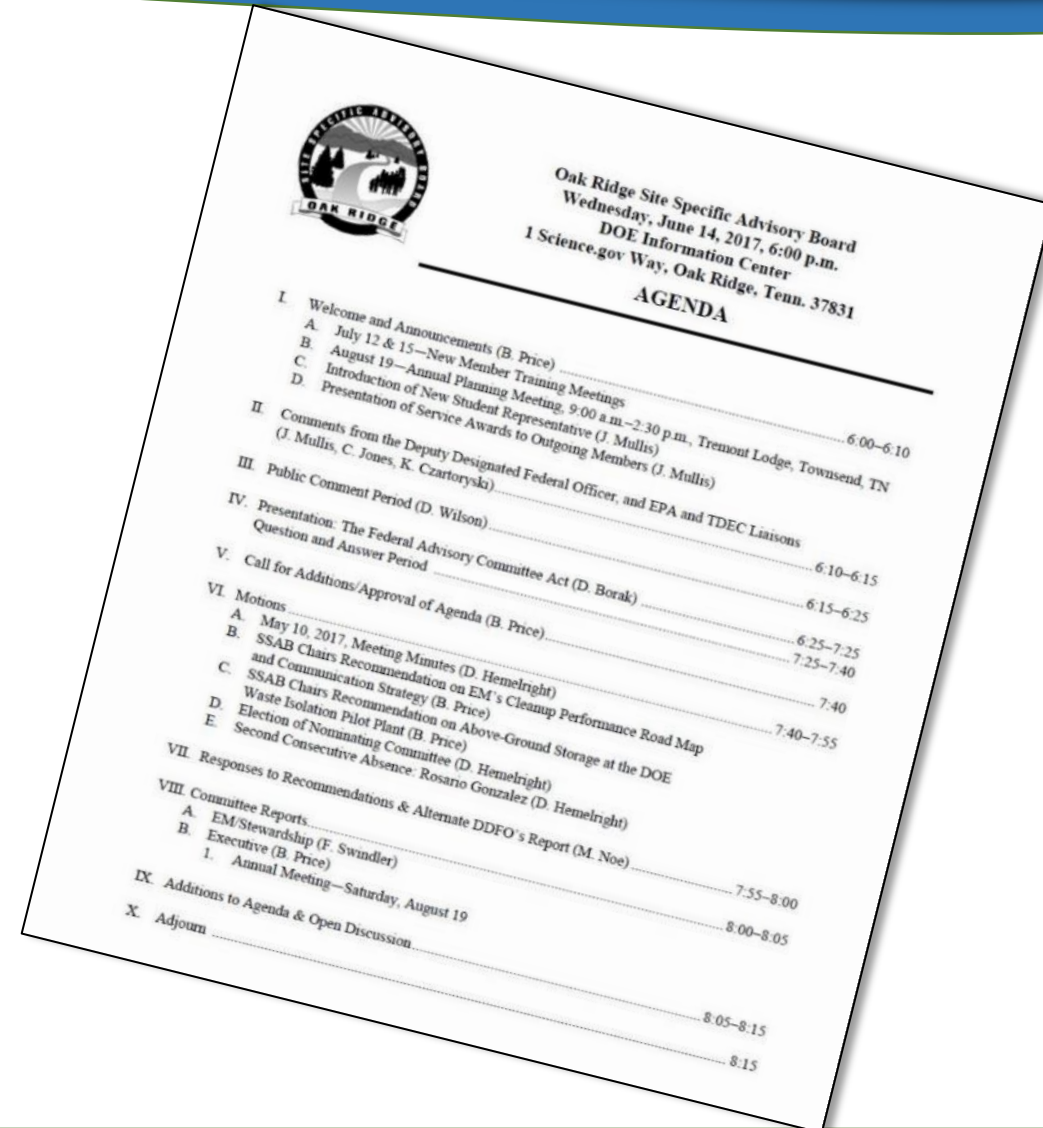 SITE SPECIFIC ADVISORY BOARD
OAK RIDGE
Oak Ridge Site Specific Advisory Board
Wednesday, June 14, 2017, 6:00 p.m.
DOE Information Center
1 Science.gov Way, Oak Ridge, Tenn. 37831
AGENDA
I. Welcome and Announcements (B. Price) ........ 6:00–6:10
A. July 12 & 15—New Member Training Meetings
B. August 19—Annual Planning Meeting, 9:00 a.m.–2:30 p.m., Tremont Lodge, Townsend, TN
C. Introduction of New Student Representative (J. Mullis)
D. Presentation of Service Awards to Outgoing Members (J. Mullis)
II. Comments from the Deputy Designated Federal Officer, and EPA and TDEC Liaisons
(J. Mullis, C. Jones, K. Czartoryski) ........ 6:10–6:15
III. Public Comment Period (D. Wilson) ........ 6:15–6:25
IV. Presentation: The Federal Advisory Committee Act (D. Borak) ........ 6:25–7:25
Question and Answer Period ........ 7:25–7:40
V. Call for Additions/Approval of Agenda (B. Price) ........ 7:40
VI. Motions ........ 7:40–7:55
A. May 10, 2017, Meeting Minutes (D. Hemelright)
B. SSAB Chairs Recommendation on EM's Cleanup Performance Road Map
and Communication Strategy (B. Price)
C. SSAB Chairs Recommendation on Above-Ground Storage at the DOE
Waste Isolation Pilot Plant (B. Price)
D. Election of Nominating Committee (D. Hemelright)
E. Second Consecutive Absence: Rosario Gonzalez (D. Hemelright)
VII. Responses to Recommendations & Alternate DDFO's Report (M. Noe) ........ 7:55–8:00
VIII. Committee Reports ........ 8:00–8:05
A. EM/Stewardship (F. Swindler)
B. Executive (B. Price)
1. Annual Meeting—Saturday, August 19
IX. Additions to Agenda & Open Discussion ........ 8:05–8:15
X. Adjourn ........ 8:15